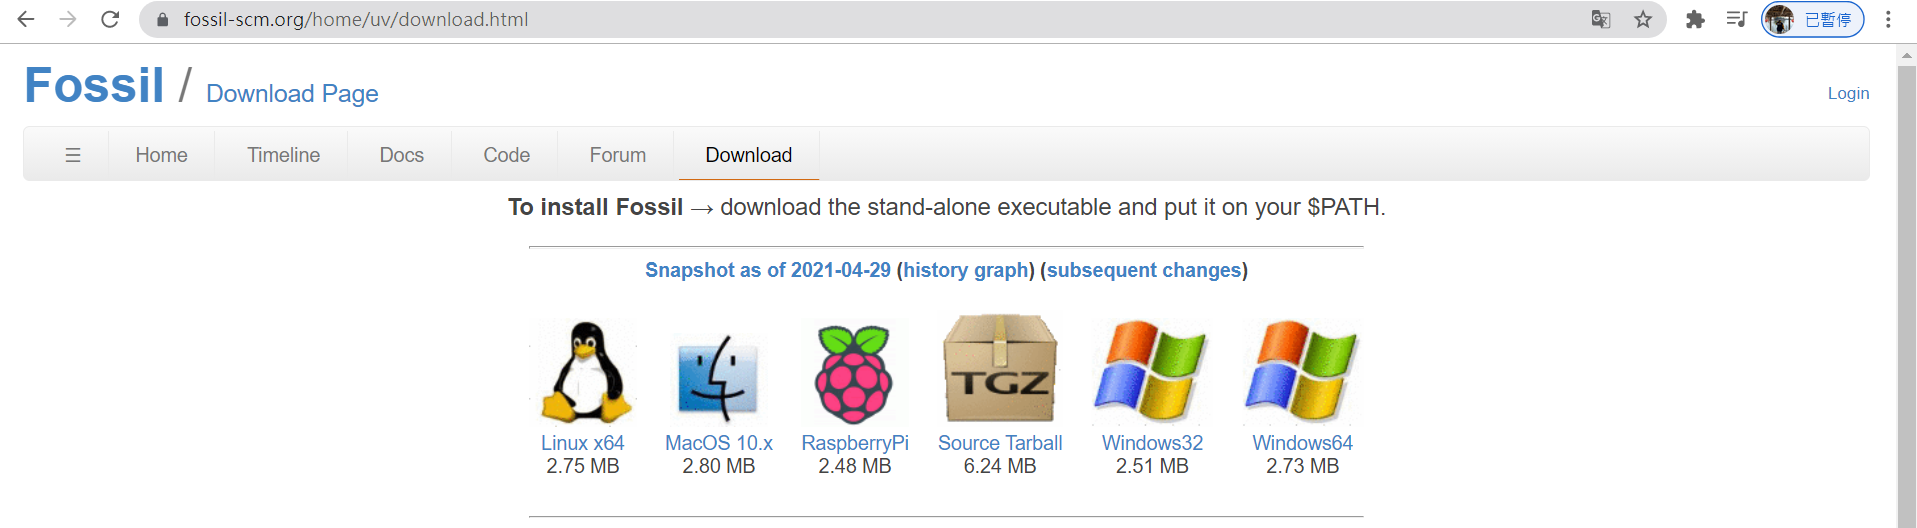 fossil-scm.org/home/uv/download.html
已暫停
Fossil / Download Page
Login
☰ Home Timeline Docs Code Forum Download
To install Fossil → download the stand-alone executable and put it on your $PATH.
Snapshot as of 2021-04-29 (history graph) (subsequent changes)
TGZ
Linux x64 MacOS 10.x RaspberryPi Source Tarball Windows32 Windows64
2.75 MB 2.80 MB 2.48 MB 6.24 MB 2.51 MB 2.73 MB